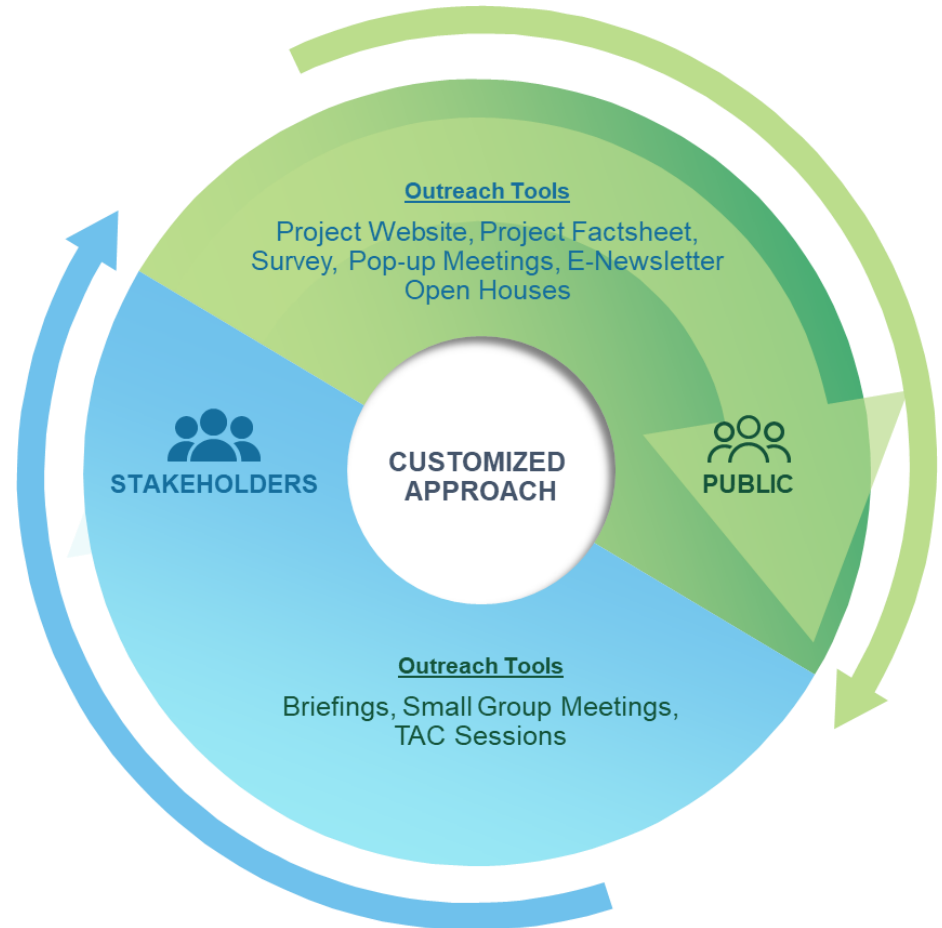 Outreach Tools
Project Website, Project Factsheet,
Survey, Pop-up Meetings, E-Newsletter
Open Houses
STAKEHOLDERS
CUSTOMIZED
APPROACH
PUBLIC
Outreach Tools
Briefings, Small Group Meetings,
TAC Sessions